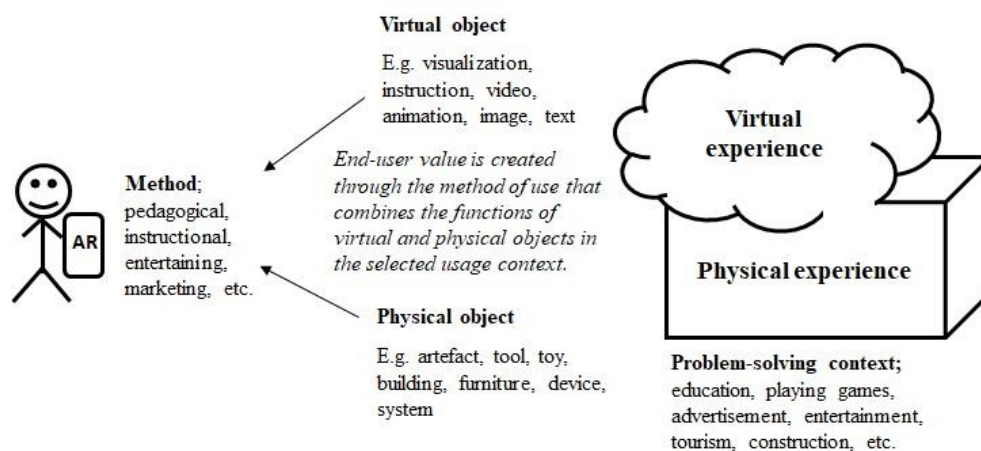 Virtual object
E.g. visualization,
instruction, video,
animation, image, text
End-user value is created
through the method of use that
combines the functions of
virtual and physical objects in
the selected usage context.
AR
Method;
pedagogical,
instructional,
entertaining,
marketing, etc.
Physical object
E.g. artefact, tool, toy,
building, furniture, device,
system
Virtual
experience
Physical experience
Problem-solving context;
education, playing games,
advertisement, entertainment,
tourism, construction, etc.